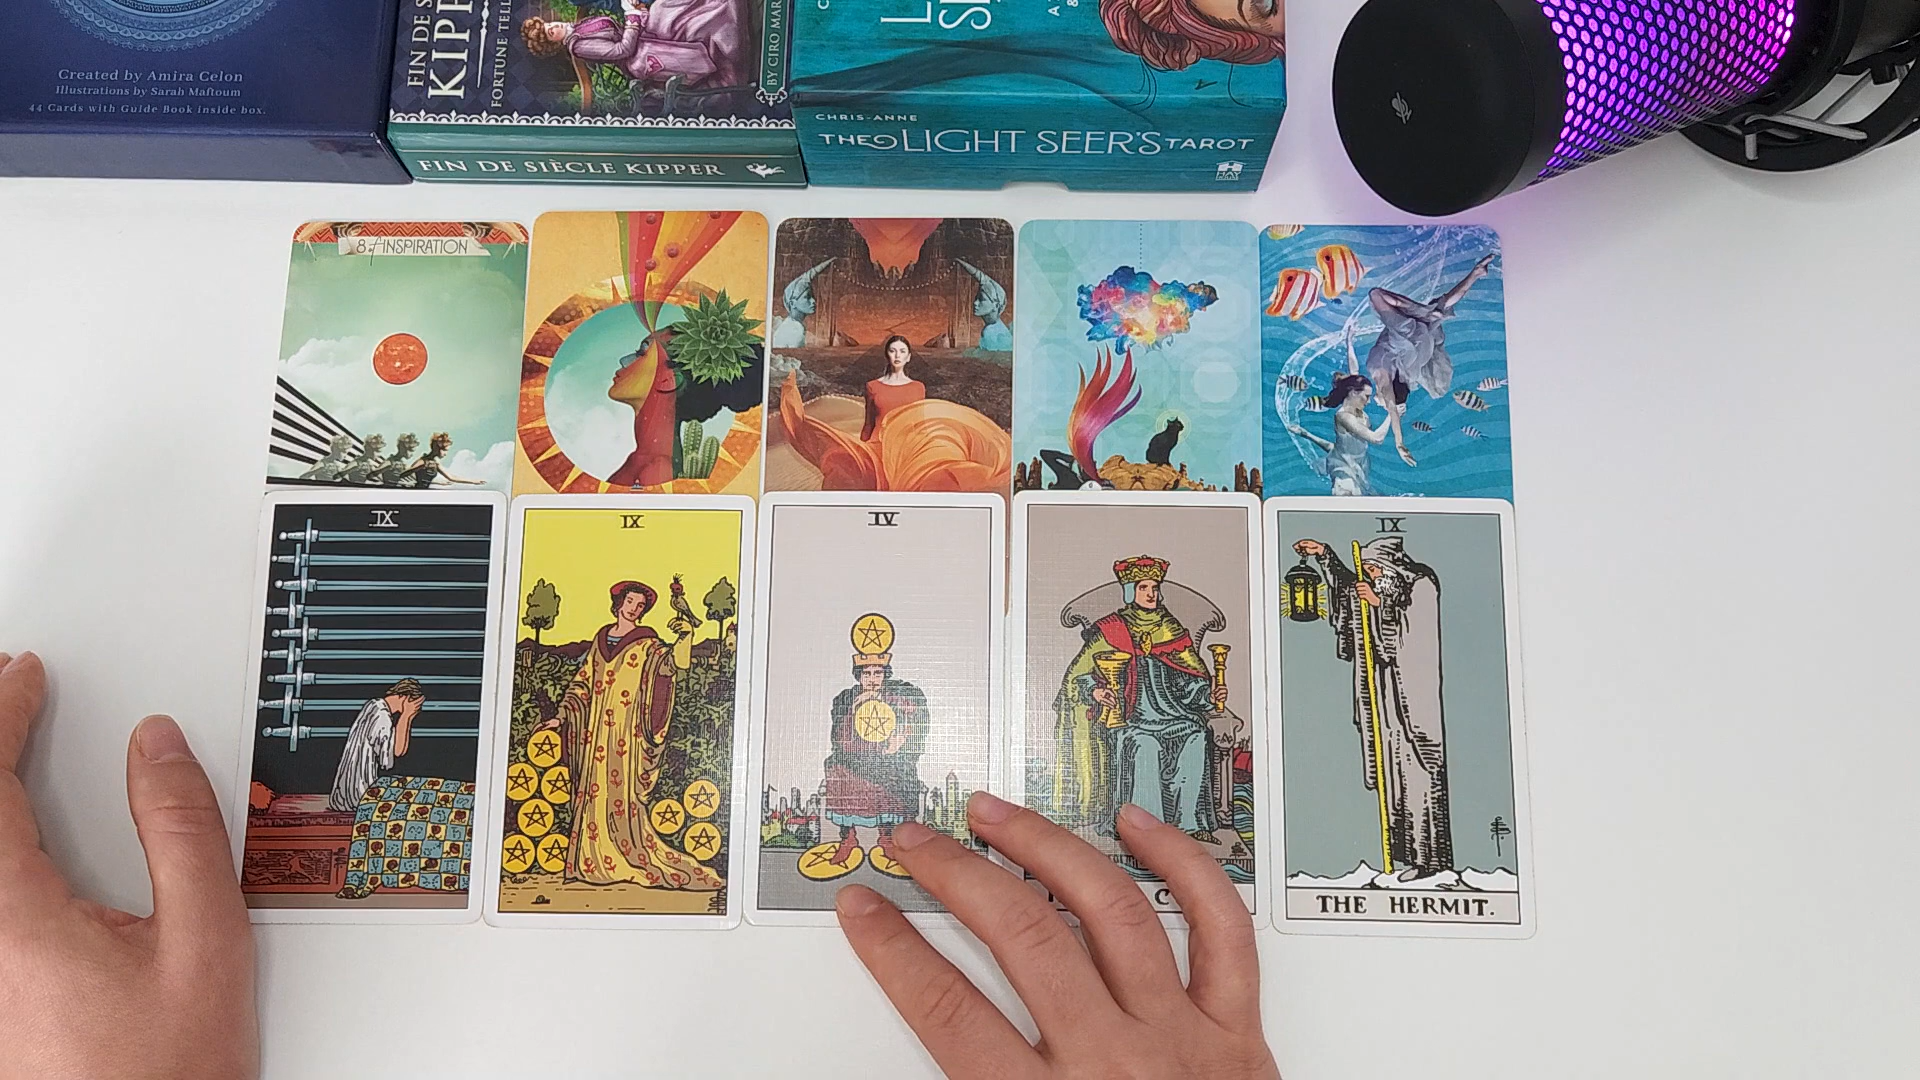 Created by Amira Celon
Illustrations by Sarah Maftoum
44 Cards with Guide Book inside box.
FIN DE S
KIPP
FORTUNE TELL
BY CIRO MAR
FIN DE SIÈCLE KIPPER
CHRIS-ANNE
THE LIGHT SEER'S TAROT
8 INSPIRATION
IX
IX
IV
C
IX
THE HERMIT.